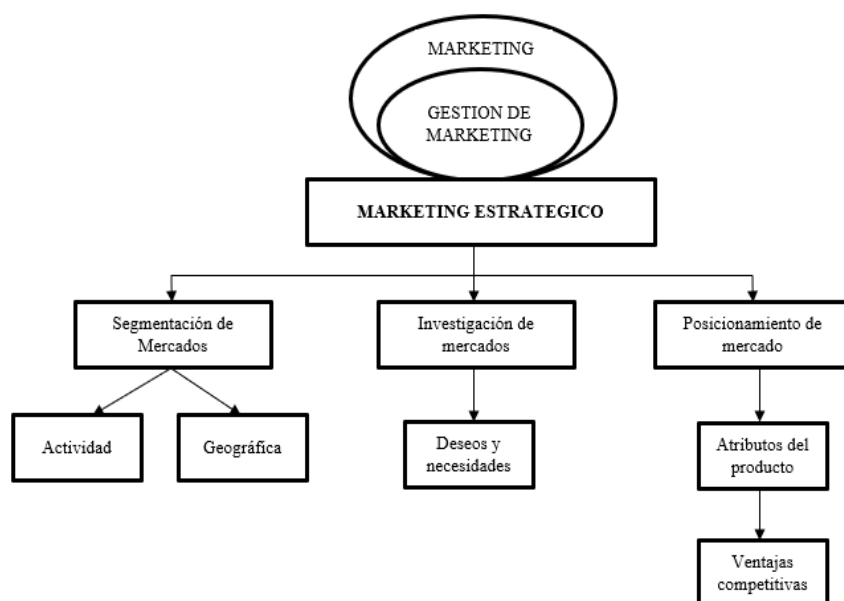 MARKETING
GESTION DE
MARKETING
MARKETING ESTRATEGICO
Segmentación de
Mercados
Investigación de
mercados
Posicionamiento de
mercado
Actividad
Geográfica
Deseos y
necesidades
Atributos del
producto
Ventajas
competitivas